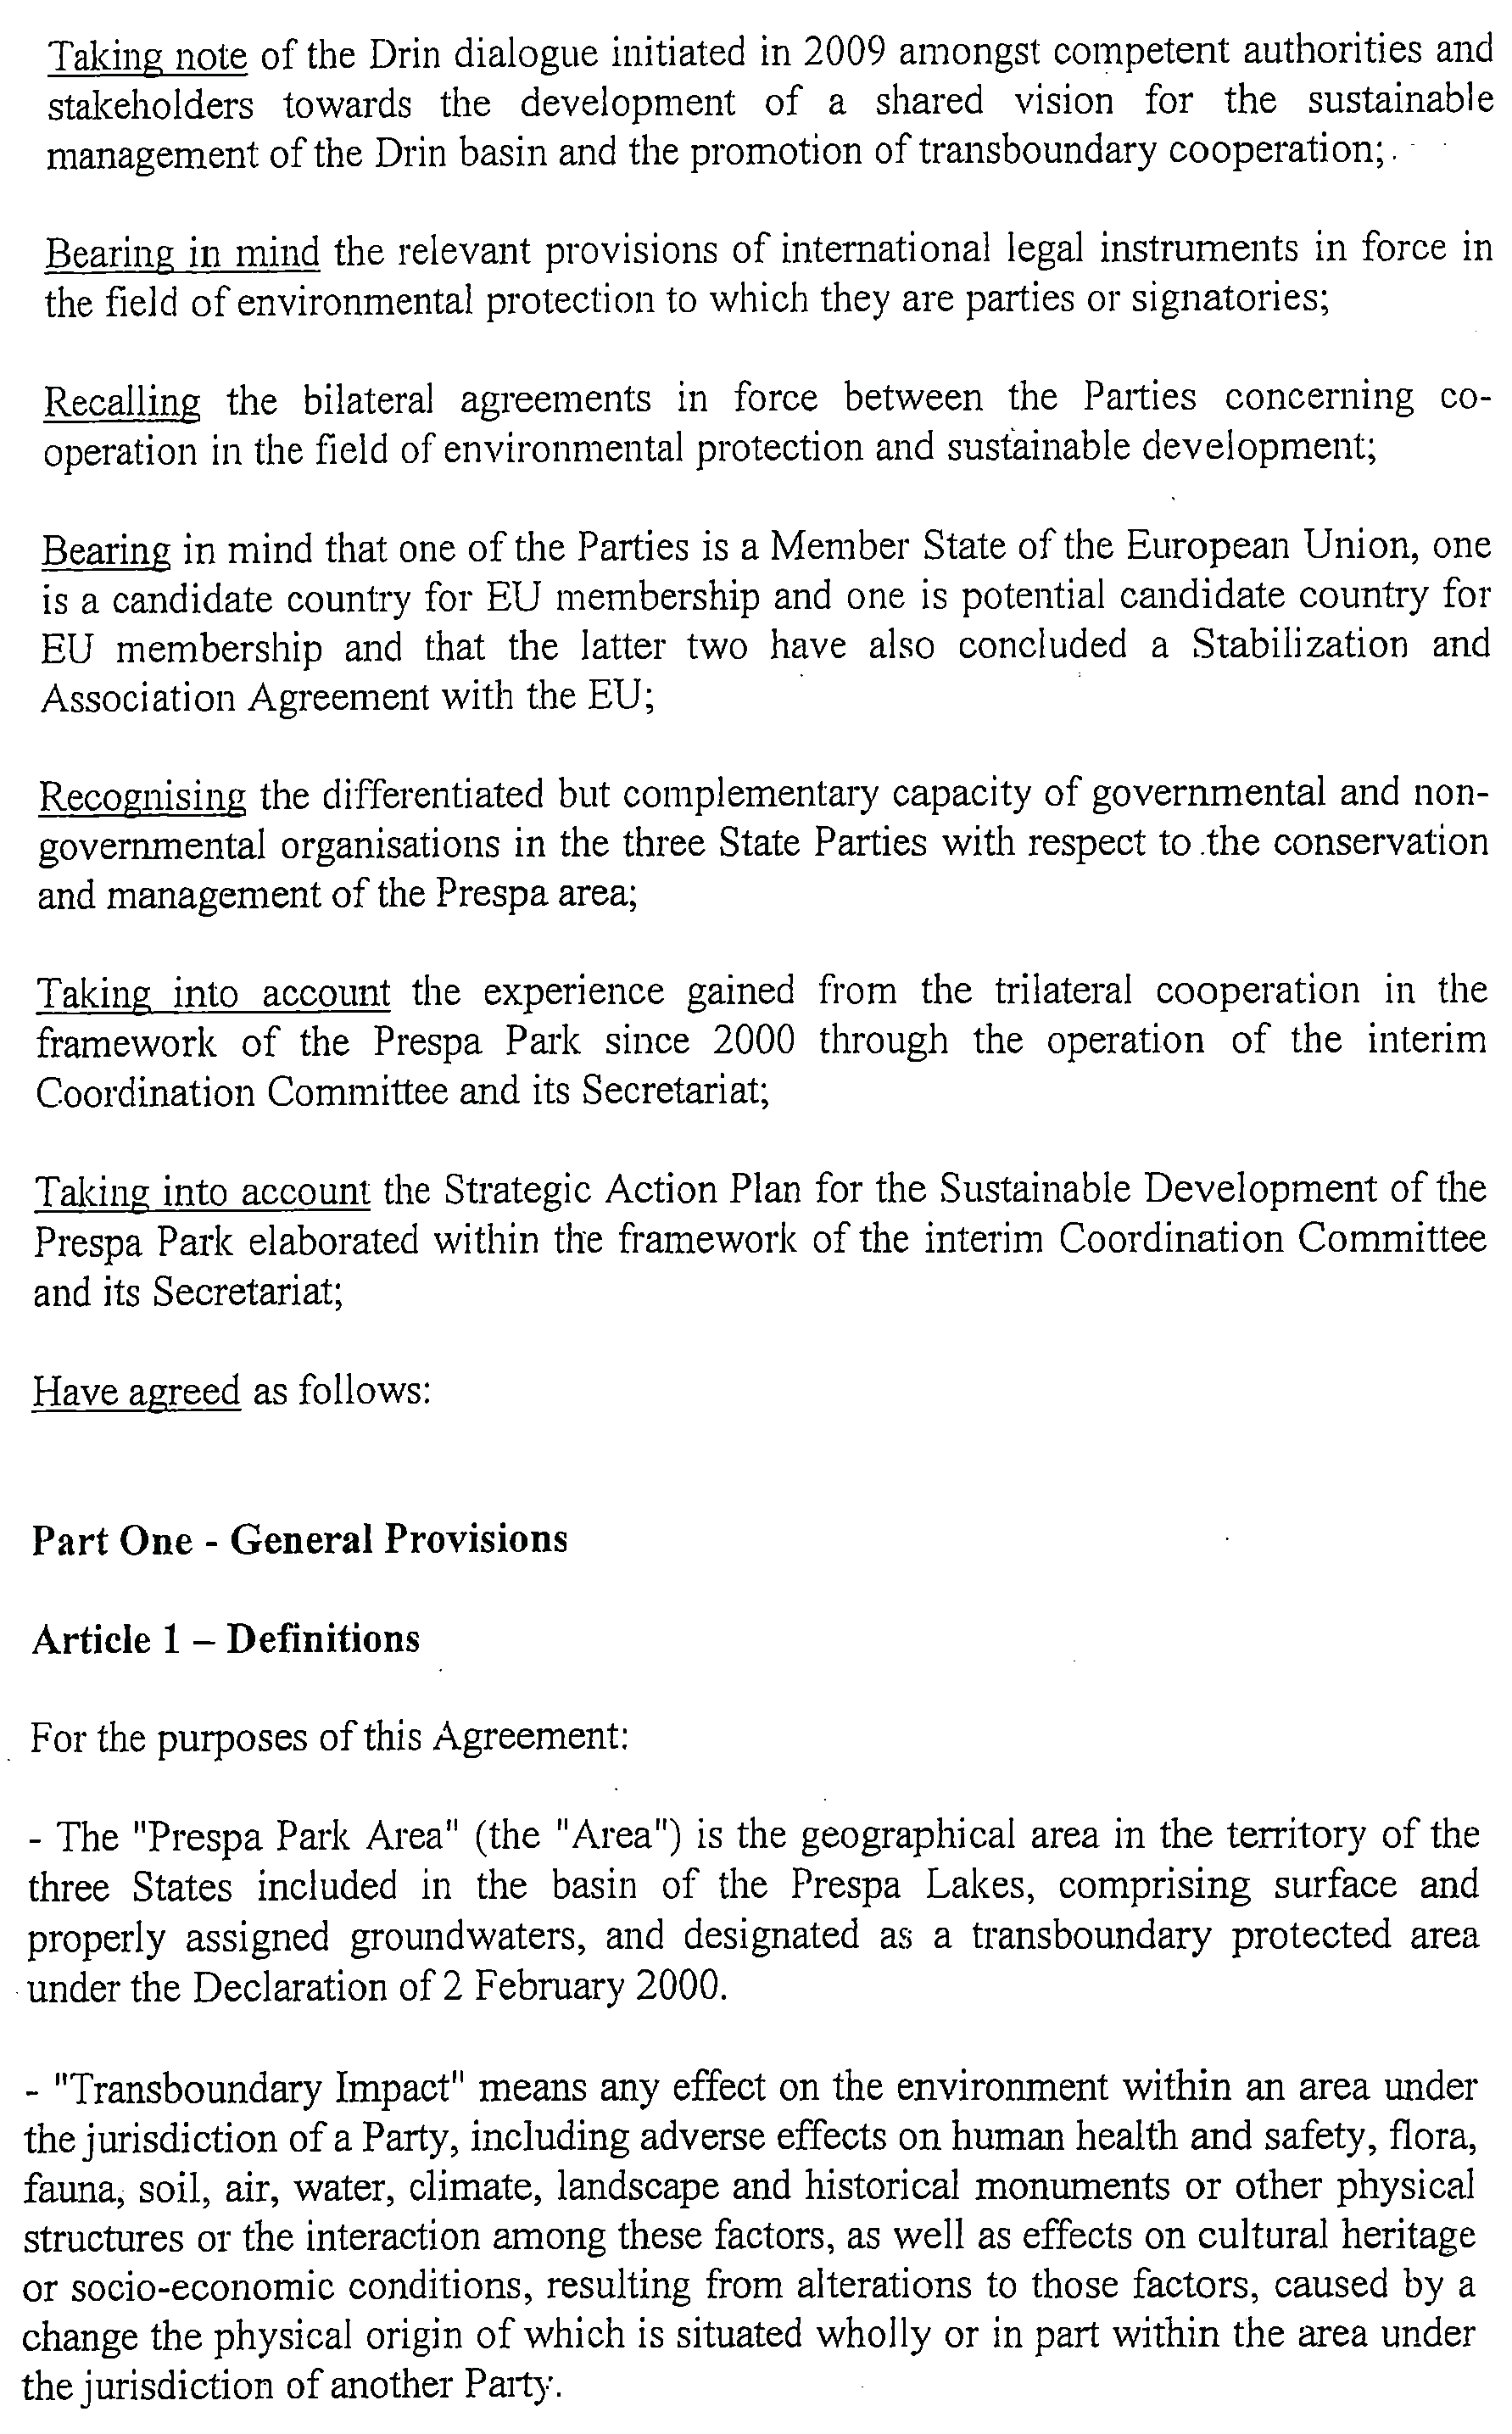 Taking note of the Drin dialogue initiated in 2009 amongst competent authorities and
stakeholders towards the development of a shared vision for the sustainable
management of the Drin basin and the promotion of transboundary cooperation;
Bearing in mind the relevant provisions of international legal instruments in force in
the field of environmental protection to which they are parties or signatories;
Recalling the bilateral agreements in force between the Parties concerning co-
operation in the field of environmental protection and sustainable development;
Bearing in mind that one of the Parties is a Member State of the European Union, one
is a candidate country for EU membership and one is potential candidate country for
EU membership and that the latter two have also concluded a Stabilization and
Association Agreement with the EU;
Recognising the differentiated but complementary capacity of governmental and non-
governmental organisations in the three State Parties with respect to the conservation
and management of the Prespa area;
Taking into account the experience gained from the trilateral cooperation in the
framework of the Prespa Park since 2000 through the operation of the interim
Coordination Committee and its Secretariat;
Taking into account the Strategic Action Plan for the Sustainable Development of the
Prespa Park elaborated within the framework of the interim Coordination Committee
and its Secretariat;
Have agreed as follows:
Part One - General Provisions
Article 1 – Definitions
For the purposes of this Agreement:
- The "Prespa Park Area" (the "Area") is the geographical area in the territory of the
three States included in the basin of the Prespa Lakes, comprising surface and
properly assigned groundwaters, and designated as a transboundary protected area
under the Declaration of 2 February 2000.
- "Transboundary Impact" means any effect on the environment within an area under
the jurisdiction of a Party, including adverse effects on human health and safety, flora,
fauna, soil, air, water, climate, landscape and historical monuments or other physical
structures or the interaction among these factors, as well as effects on cultural heritage
or socio-economic conditions, resulting from alterations to those factors, caused by a
change the physical origin of which is situated wholly or in part within the area under
the jurisdiction of another Party.